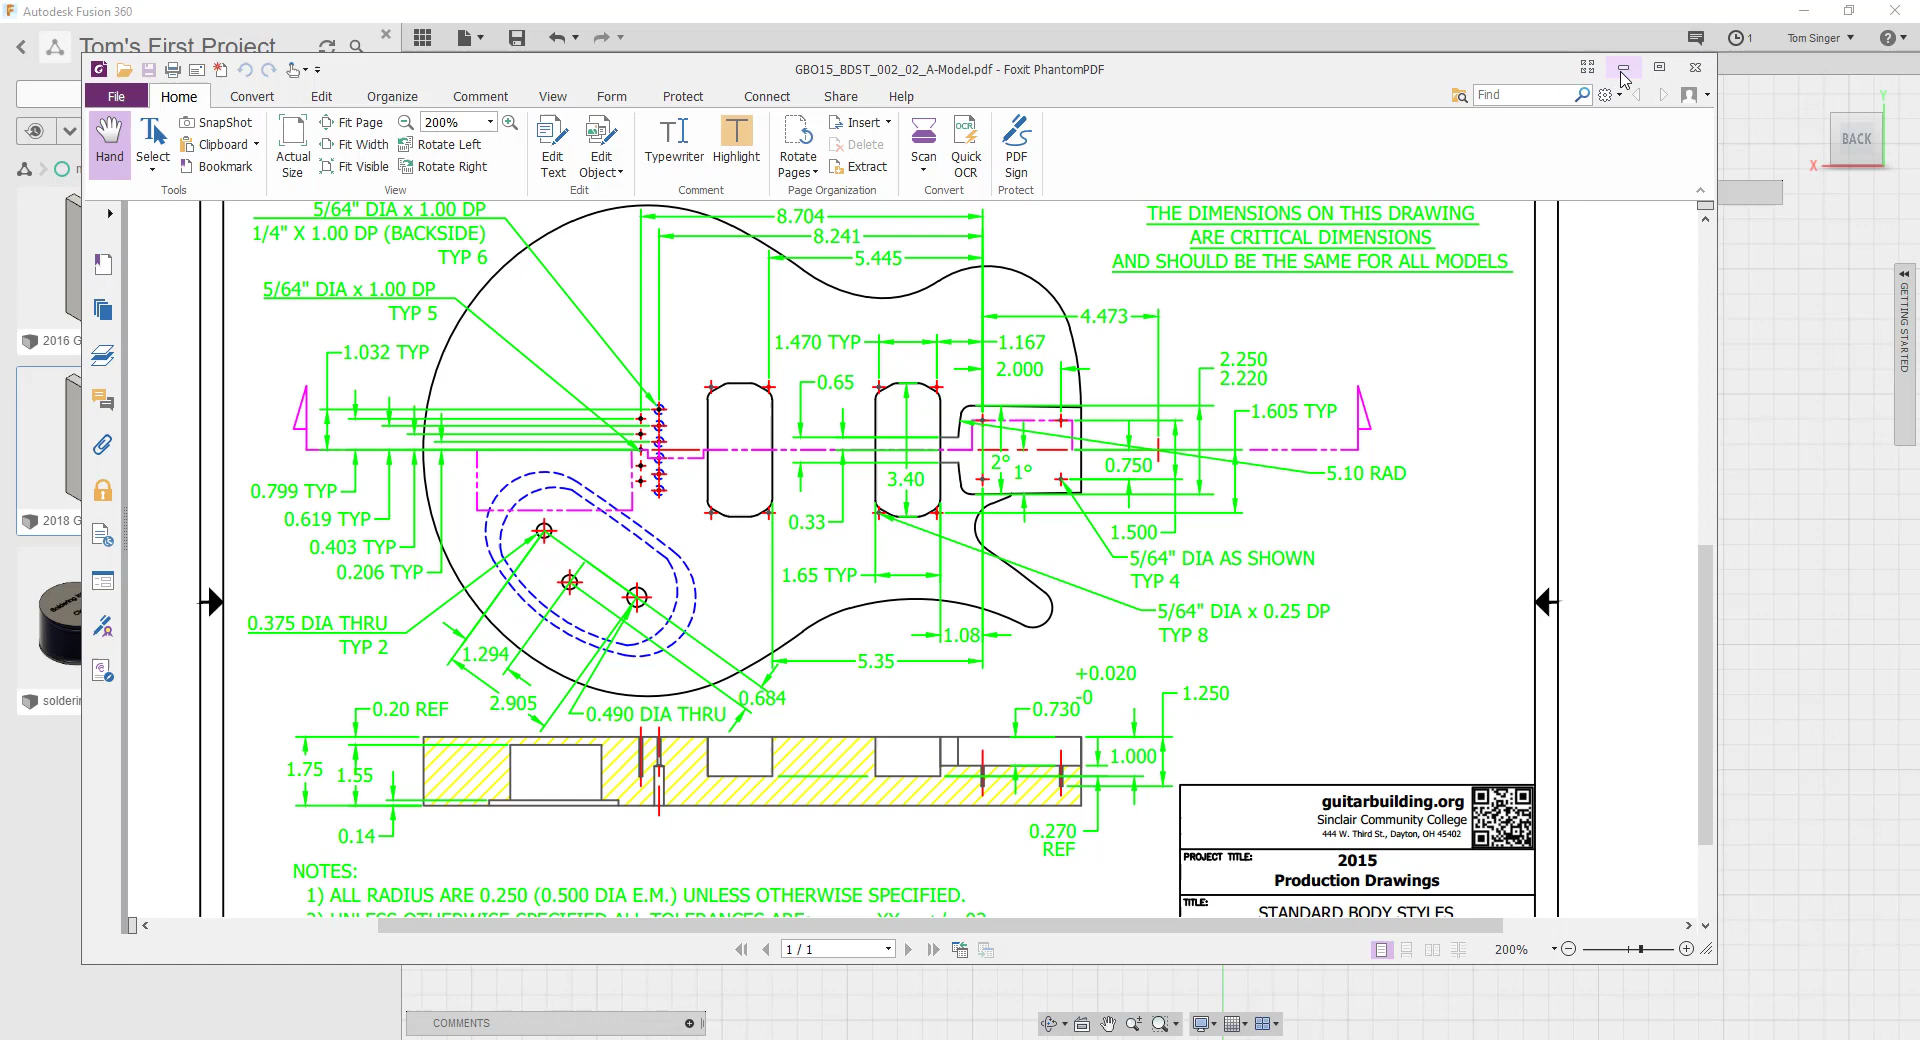 Autodesk Fusion 360
Tom's First Project
1
Tom Singer
GBO15_BDST_002_02_A-Model.pdf - Foxit PhantomPDF
File Home Convert Edit Organize Comment View Form Protect Connect Share Help
Find
Hand
Select
SnapShot
Clipboard
Bookmark
Tools
Actual Size
Fit Page
Fit Width
Fit Visible
200%
Rotate Left
Rotate Right
View
Edit Text
Edit Object
Edit
Typewriter
Highlight
Comment
Rotate Pages
Insert
Delete
Extract
Page Organization
Scan
Quick OCR
OCR
Convert
PDF Sign
Protect
BACK
Y
X
GETTING STARTED
2016 G
2018 G
solderin
5/64" DIA x 1.00 DP
1/4" X 1.00 DP (BACKSIDE)
TYP 6
5/64" DIA x 1.00 DP
TYP 5
1.032 TYP
0.799 TYP
0.619 TYP
0.403 TYP
0.206 TYP
0.375 DIA THRU
TYP 2
8.704
8.241
5.445
THE DIMENSIONS ON THIS DRAWING
ARE CRITICAL DIMENSIONS
AND SHOULD BE THE SAME FOR ALL MODELS
4.473
1.470 TYP
1.167
2.000
0.65
2.250
2.220
1.605 TYP
2°
1°
0.750
5.10 RAD
3.40
0.33
1.500
5/64" DIA AS SHOWN
TYP 4
1.65 TYP
5/64" DIA x 0.25 DP
TYP 8
1.08
5.35
1.294
2.905
0.684
0.490 DIA THRU
+0.020
-0
0.730
1.250
0.20 REF
1.75
1.55
0.14
1.000
0.270
REF
NOTES:
1) ALL RADIUS ARE 0.250 (0.500 DIA E.M.) UNLESS OTHERWISE SPECIFIED.
guitarbuilding.org
Sinclair Community College
444 W. Third St., Dayton, OH 45402
PROJECT TITLE:
2015
Production Drawings
TITLE:
STANDARD BODY STYLES
1 / 1
200%
COMMENTS